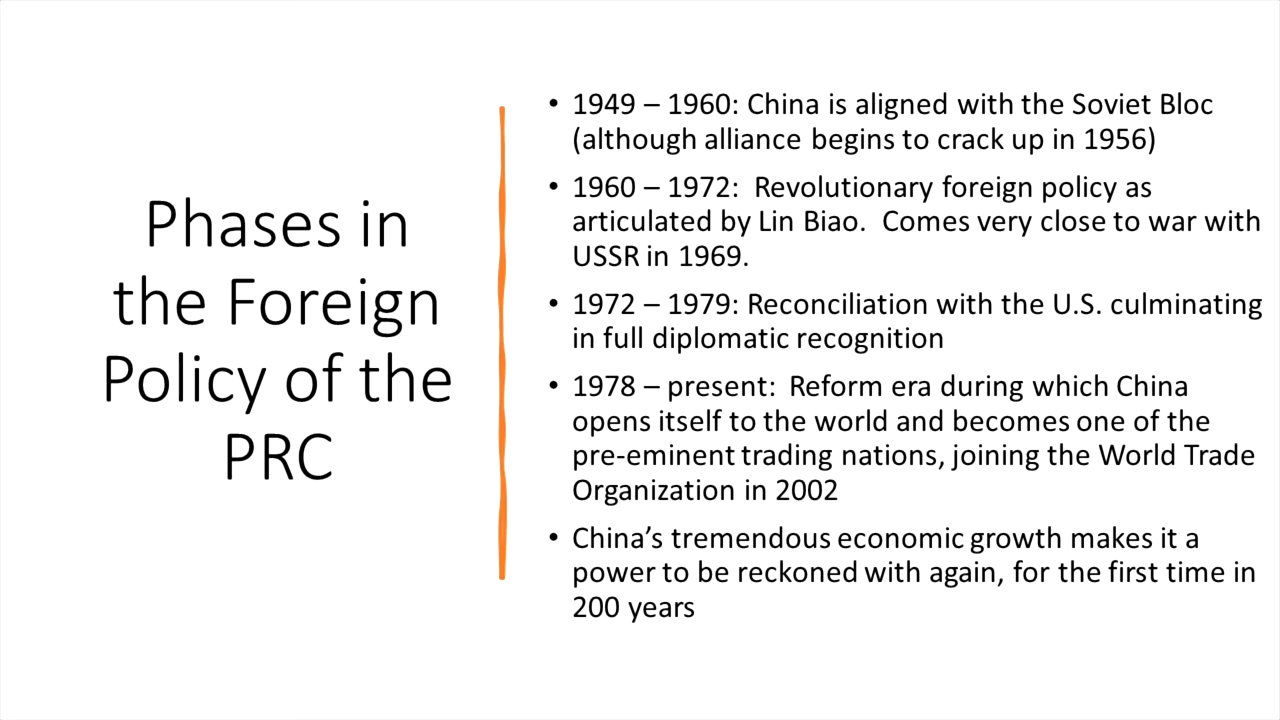 Phases in
the Foreign
Policy of the
PRC
• 1949 – 1960: China is aligned with the Soviet Bloc
(although alliance begins to crack up in 1956)
• 1960 – 1972:  Revolutionary foreign policy as
articulated by Lin Biao.  Comes very close to war with
USSR in 1969.
• 1972 – 1979: Reconciliation with the U.S. culminating
in full diplomatic recognition
• 1978 – present:  Reform era during which China
opens itself to the world and becomes one of the
pre-eminent trading nations, joining the World Trade
Organization in 2002
• China’s tremendous economic growth makes it a
power to be reckoned with again, for the first time in
200 years